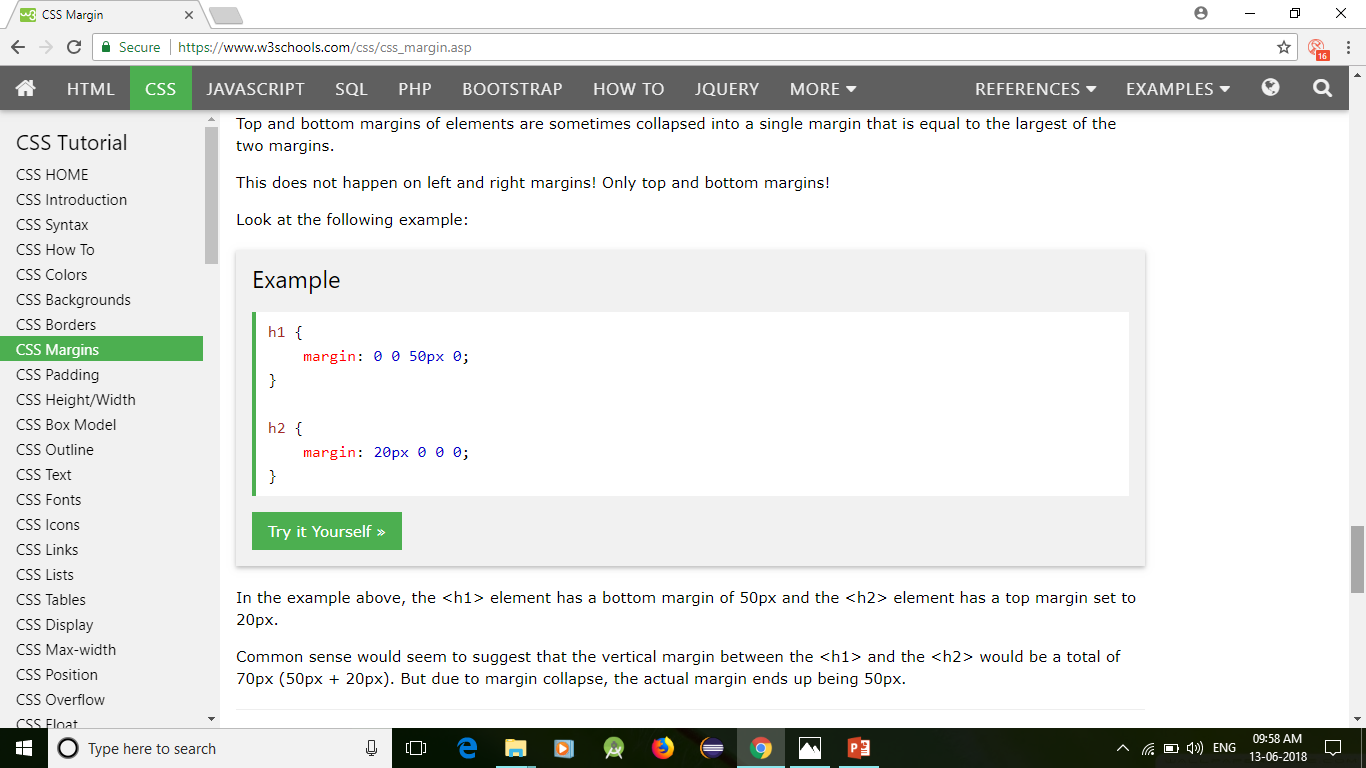 CSS Margin
Secure https://www.w3schools.com/css/css_margin.asp
16
HTML CSS JAVASCRIPT SQL PHP BOOTSTRAP HOW TO JQUERY MORE REFERENCES EXAMPLES
CSS Tutorial
CSS HOME
CSS Introduction
CSS Syntax
CSS How To
CSS Colors
CSS Backgrounds
CSS Borders
CSS Margins
CSS Padding
CSS Height/Width
CSS Box Model
CSS Outline
CSS Text
CSS Fonts
CSS Icons
CSS Links
CSS Lists
CSS Tables
CSS Display
CSS Max-width
CSS Position
CSS Overflow
CSS Float
Top and bottom margins of elements are sometimes collapsed into a single margin that is equal to the largest of the
two margins.
This does not happen on left and right margins! Only top and bottom margins!
Look at the following example:
Example
h1 {
    margin: 0 0 50px 0;
}
h2 {
    margin: 20px 0 0 0;
}
Try it Yourself »
In the example above, the <h1> element has a bottom margin of 50px and the <h2> element has a top margin set to
20px.
Common sense would seem to suggest that the vertical margin between the <h1> and the <h2> would be a total of
70px (50px + 20px). But due to margin collapse, the actual margin ends up being 50px.
Type here to search
ENG
09:58 AM
13-06-2018